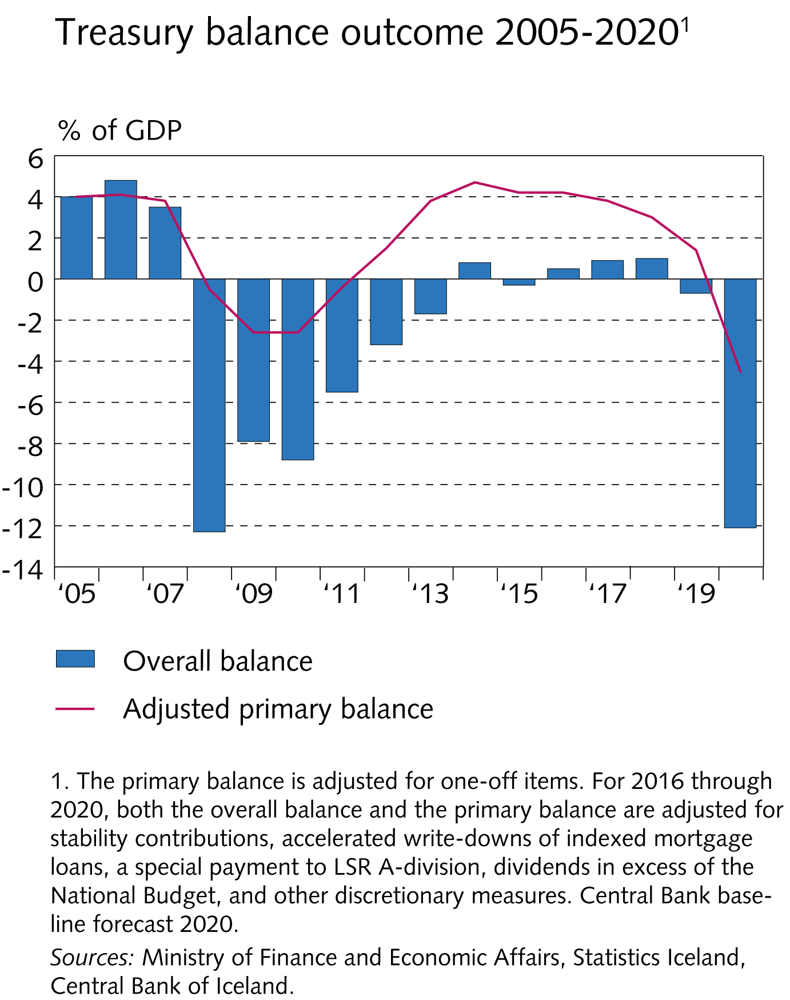 Treasury balance outcome 2005-2020¹
% of GDP
6
4
2
0
-2
-4
-6
-8
-10
-12
-14
‘05 ‘07 ‘09 ‘11 ‘13 ‘15 ‘17 ‘19
Overall balance
Adjusted primary balance
1. The primary balance is adjusted for one-off items. For 2016 through
2020, both the overall balance and the primary balance are adjusted for
stability contributions, accelerated write-downs of indexed mortgage
loans, a special payment to LSR A-division, dividends in excess of the
National Budget, and other discretionary measures. Central Bank base-
line forecast 2020.
Sources: Ministry of Finance and Economic Affairs, Statistics Iceland,
Central Bank of Iceland.